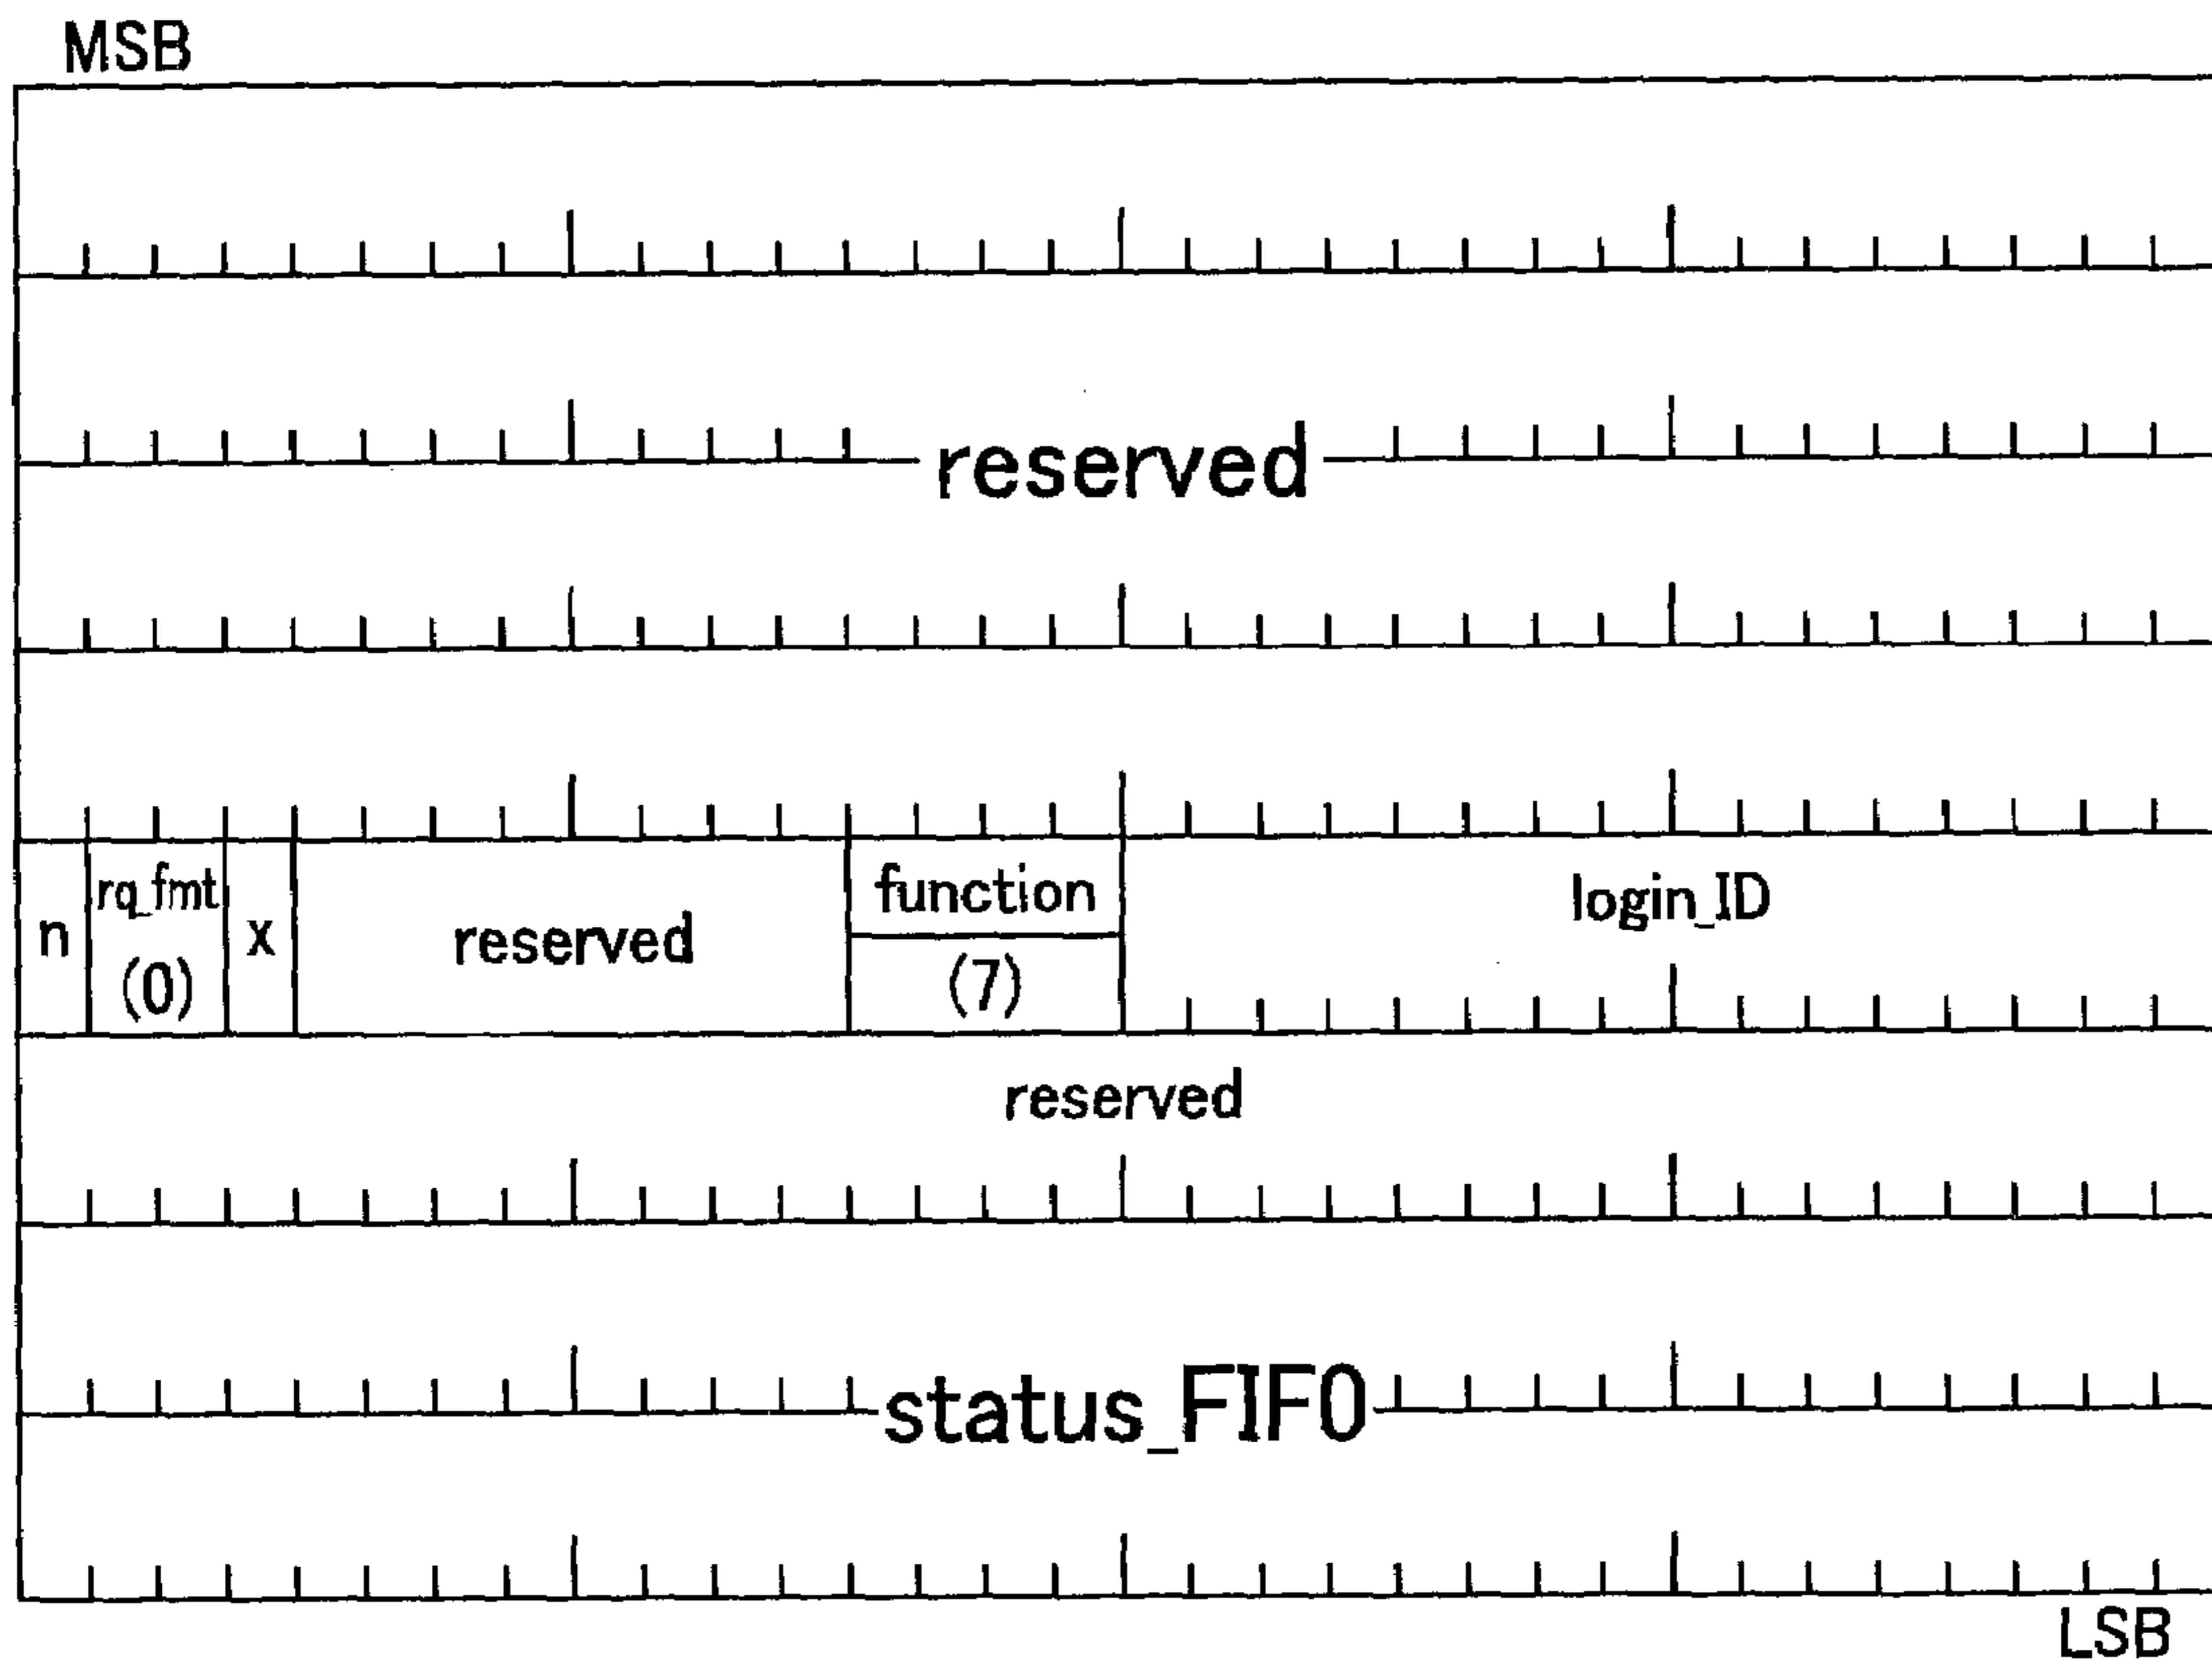 MSB
reserved
n rq_fmt x reserved function login_ID
(0) (7)
reserved
status_FIFO
LSB